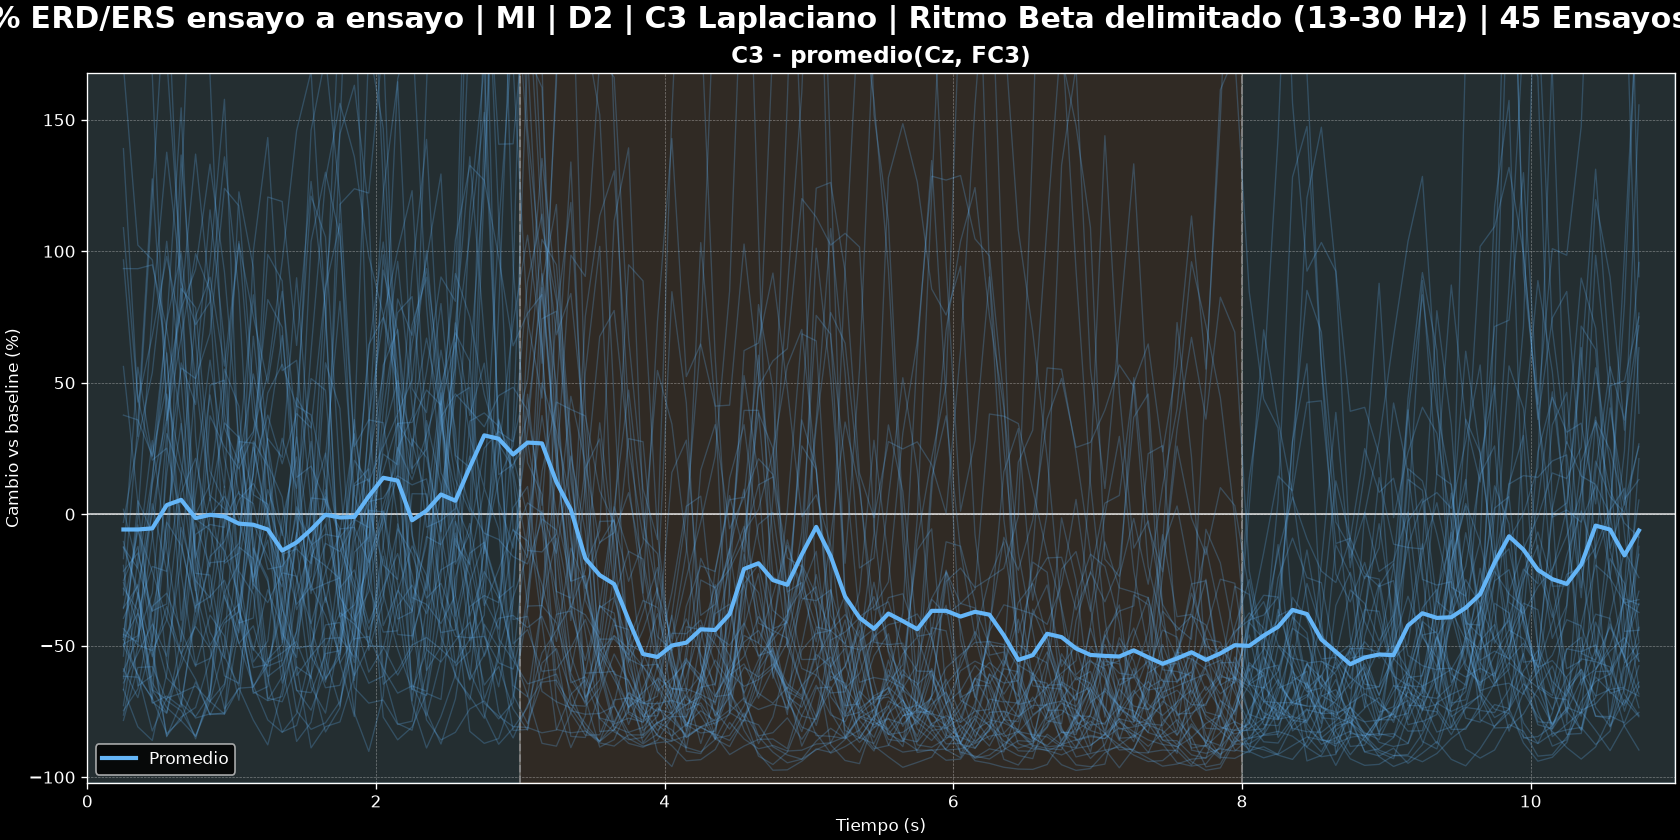 % ERD/ERS ensayo a ensayo | MI | D2 | C3 Laplaciano | Ritmo Beta delimitado (13-30 Hz) | 45 Ensayos
C3 - promedio(Cz, FC3)
150
100
50
0
−50
−100
Cambio vs baseline (%)
Promedio
0 2 4 6 8 10
Tiempo (s)